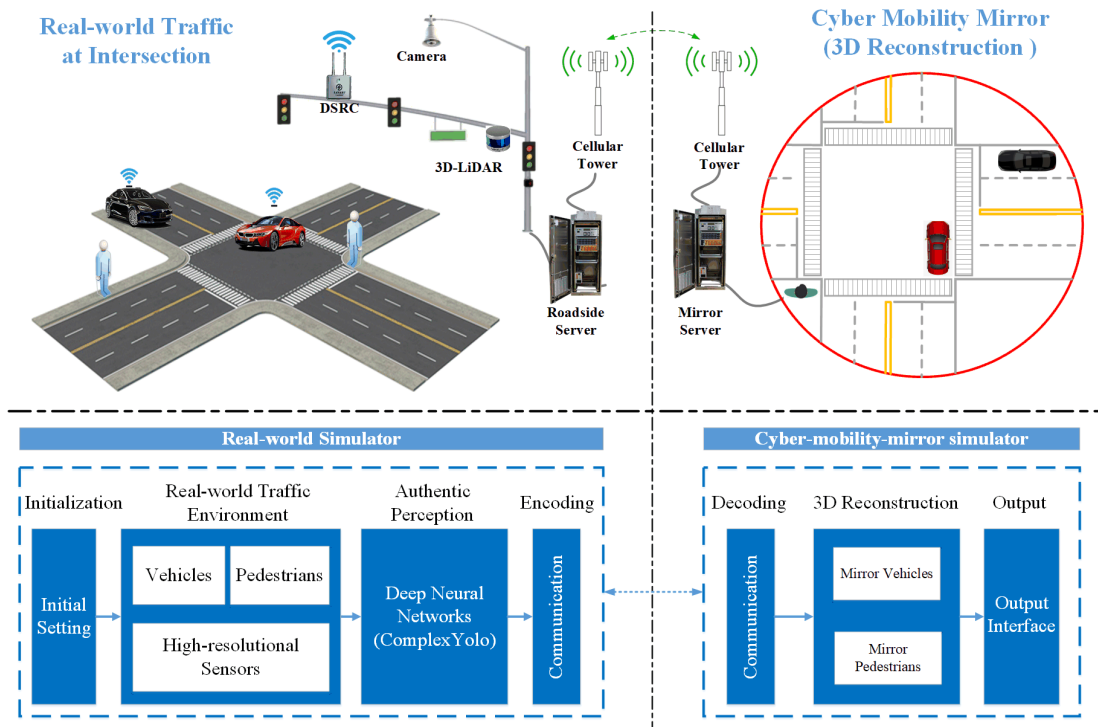 Real-world Traffic
at Intersection
Camera
DSRC
3D-LiDAR
Cellular
Tower
Roadside
Server
Cyber Mobility Mirror
(3D Reconstruction )
Cellular
Tower
Mirror
Server
Real-world Simulator
Initialization
Real-world Traffic
Environment
Authentic
Perception
Encoding
Initial
Setting
Vehicles
Pedestrians
High-resolutional
Sensors
Deep Neural
Networks
(ComplexYolo)
Communication
Cyber-mobility-mirror simulator
Decoding
3D Reconstruction
Output
Communication
Mirror Vehicles
Mirror
Pedestrians
Output
Interface